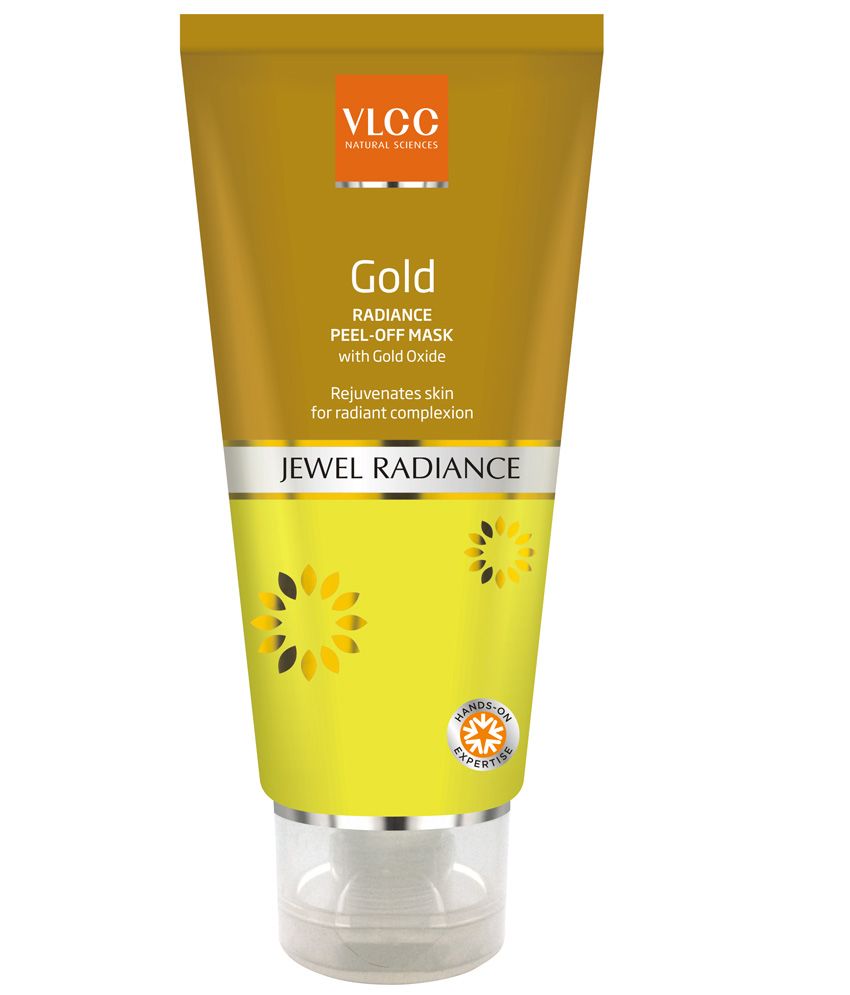 VLCC
NATURAL SCIENCES
Gold
RADIANCE
PEEL-OFF MASK
with Gold Oxide
Rejuvenates skin
for radiant complexion
JEWEL RADIANCE
HANDS-ON
EXPERTISE